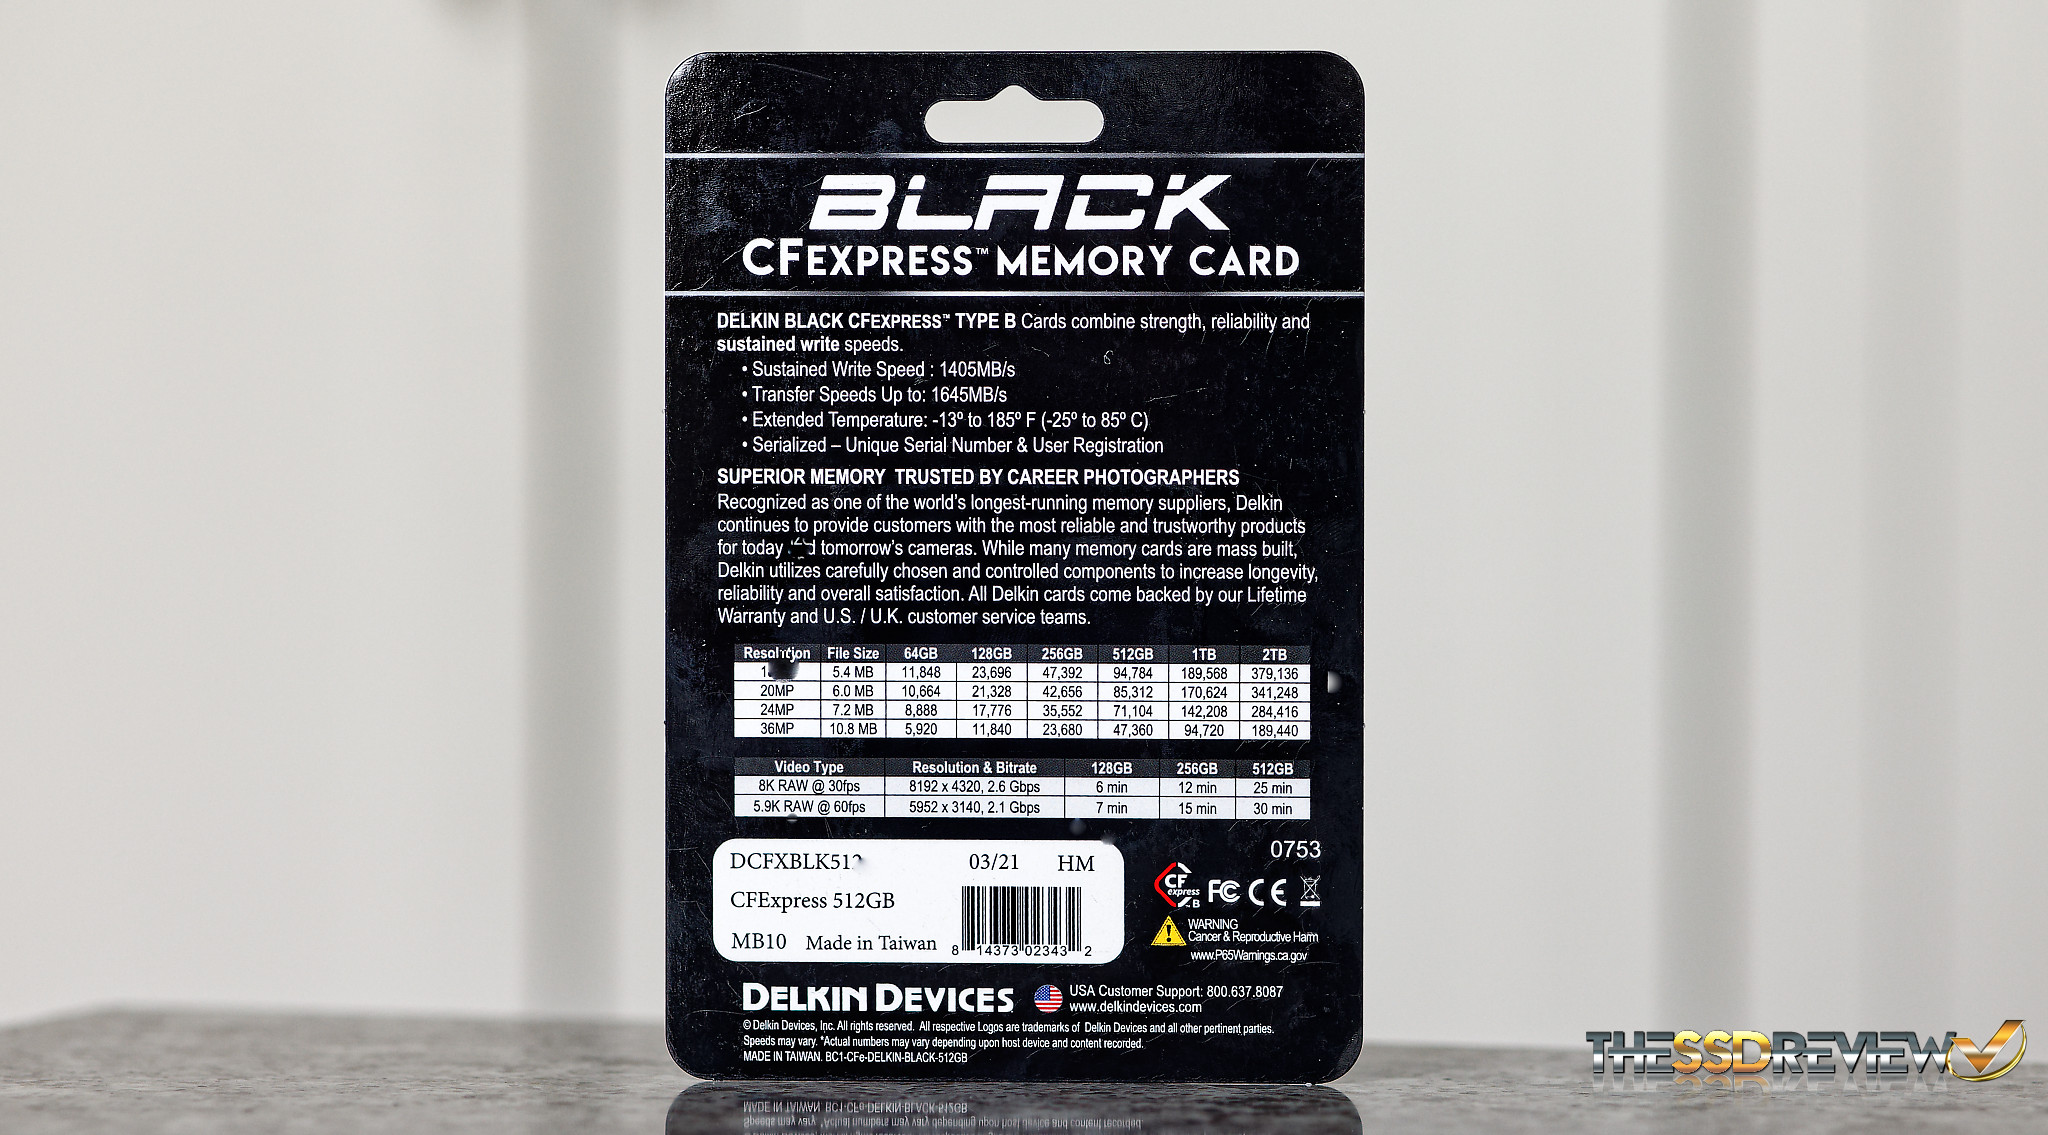 BLACK
CFEXPRESS™ MEMORY CARD
DELKIN BLACK CFEXPRESS™ TYPE B Cards combine strength, reliability and
sustained write speeds.
• Sustained Write Speed : 1405MB/s
• Transfer Speeds Up to: 1645MB/s
• Extended Temperature: -13º to 185º F (-25º to 85º C)
• Serialized – Unique Serial Number & User Registration
SUPERIOR MEMORY TRUSTED BY CAREER PHOTOGRAPHERS
Recognized as one of the world's longest-running memory suppliers, Delkin
continues to provide customers with the most reliable and trustworthy products
for today tomorrow's cameras. While many memory cards are mass built,
Delkin utilizes carefully chosen and controlled components to increase longevity,
reliability and overall satisfaction. All Delkin cards come backed by our Lifetime
Warranty and U.S. / U.K. customer service teams.
Resolution File Size 64GB 128GB 256GB 512GB 1TB 2TB
5.4 MB 11,848 23,696 47,392 94,784 189,568 379,136
20MP 6.0 MB 10,664 21,328 42,656 85,312 170,624 341,248
24MP 7.2 MB 8,888 17,776 35,552 71,104 142,208 284,416
36MP 10.8 MB 5,920 11,840 23,680 47,360 94,720 189,440
Video Type Resolution & Bitrate 128GB 256GB 512GB
8K RAW @ 30fps 8192 x 4320, 2.6 Gbps 6 min 12 min 25 min
5.9K RAW @ 60fps 5952 x 3140, 2.1 Gbps 7 min 15 min 30 min
DCFXBLK512 03/21 HM
CFExpress 512GB
MB10 Made in Taiwan 8 14373 02343 2
0753
CF express B FC CE
WARNING
Cancer & Reproductive Harm
www.P65Warnings.ca.gov
DELKIN DEVICES
USA Customer Support: 800.637.8087
www.delkindevices.com
© Delkin Devices, Inc. All rights reserved. All respective Logos are trademarks of Delkin Devices and all other pertinent parties.
Speeds may vary. *Actual numbers may vary depending upon host device and content recorded.
MADE IN TAIWAN. BC1-CFe-DELKIN-BLACK-512GB
THESSDREVIEW